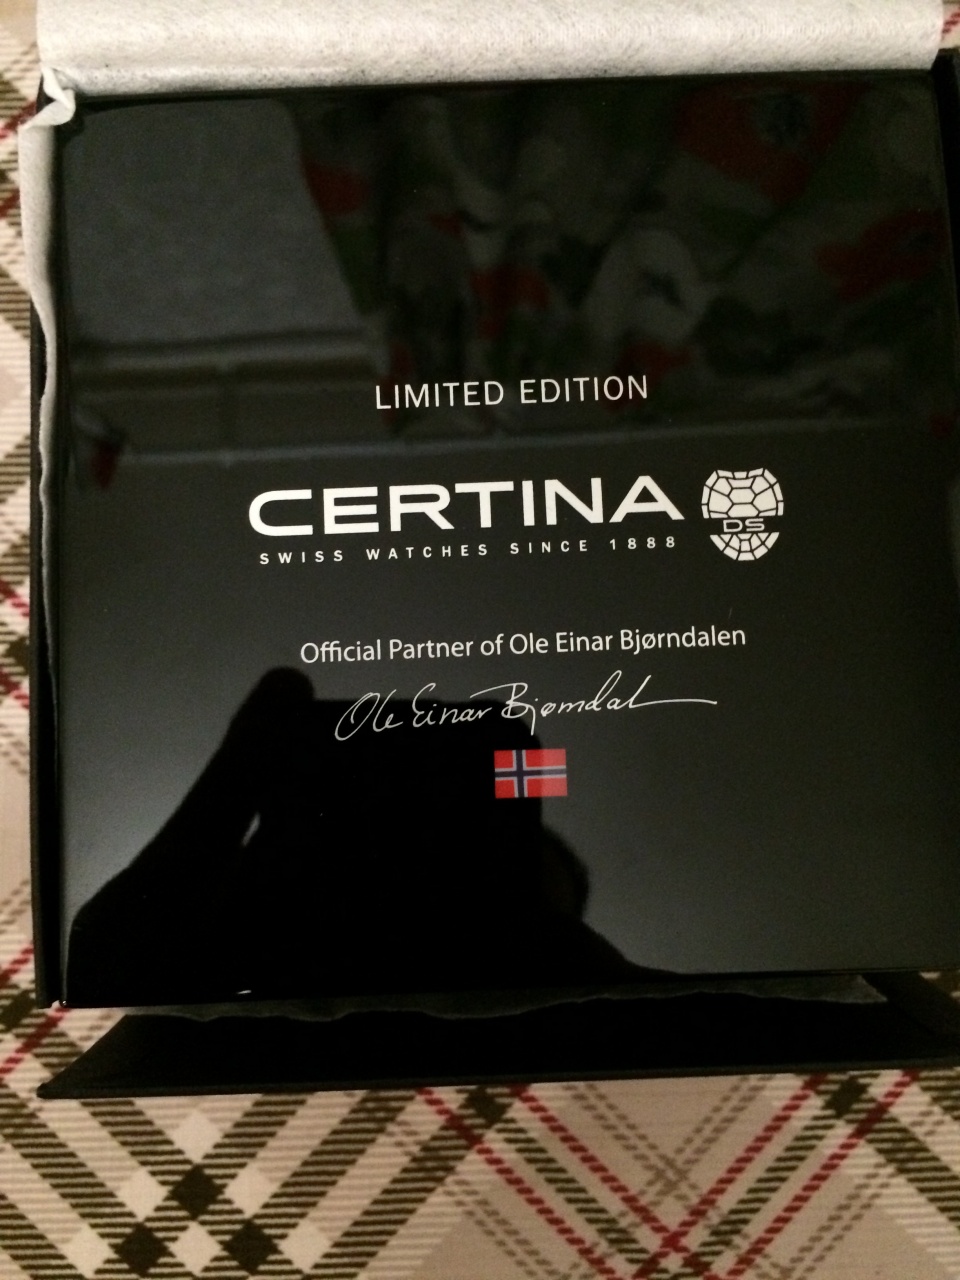 LIMITED EDITION
CERTINA
DS
SWISS WATCHES SINCE 1888
Official Partner of Ole Einar Bjørndalen
Ole Einar Bjørndal